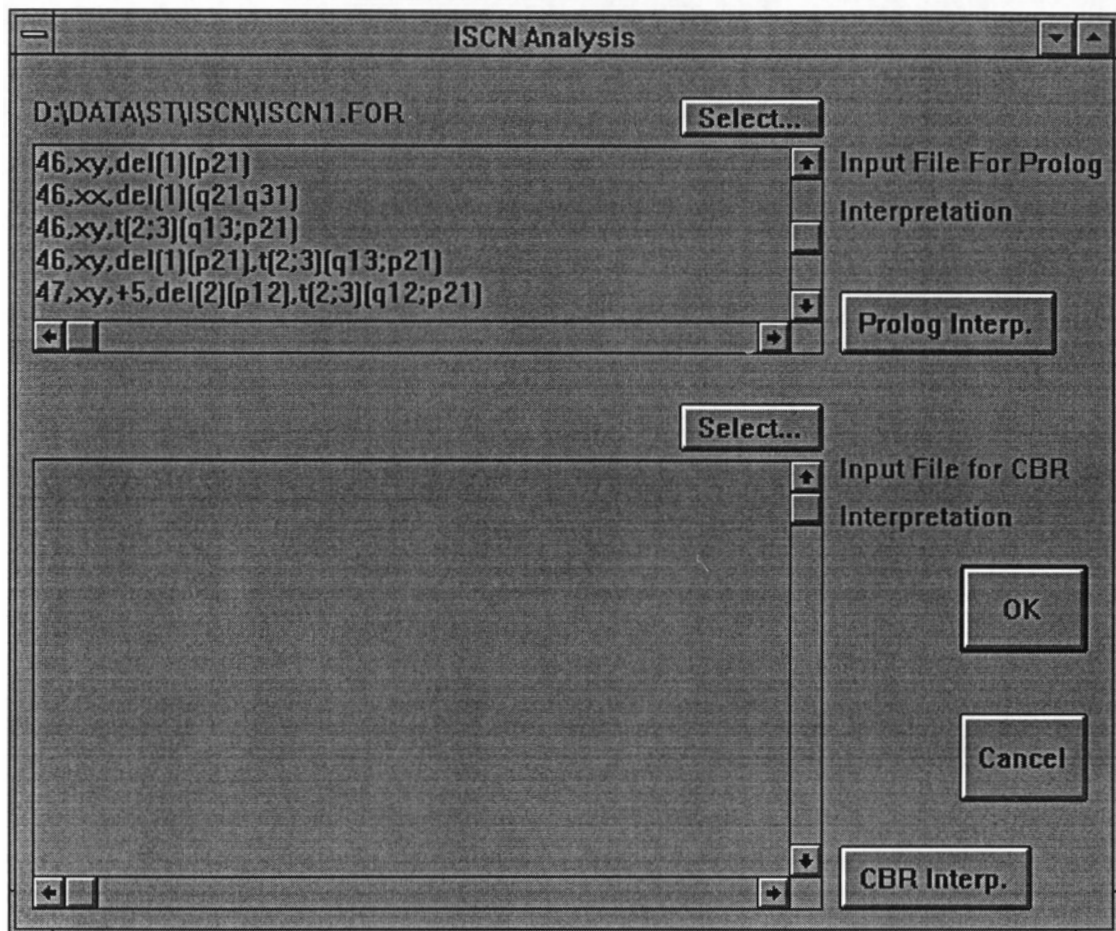 ISCN Analysis
D:\DATA\ST\ISCN\ISCN1.FOR
Select...
46,xy,del(1)(p21)
46,xx,del(1)(q21q31)
46,xy,t(2;3)(q13;p21)
46,xy,del(1)(p21),t(2;3)(q13;p21)
47,xy,+5,del(2)(p12),t(2;3)(q12;p21)
Input File For Prolog
Interpretation
Prolog Interp.
Select...
Input File for CBR
Interpretation
OK
Cancel
CBR Interp.